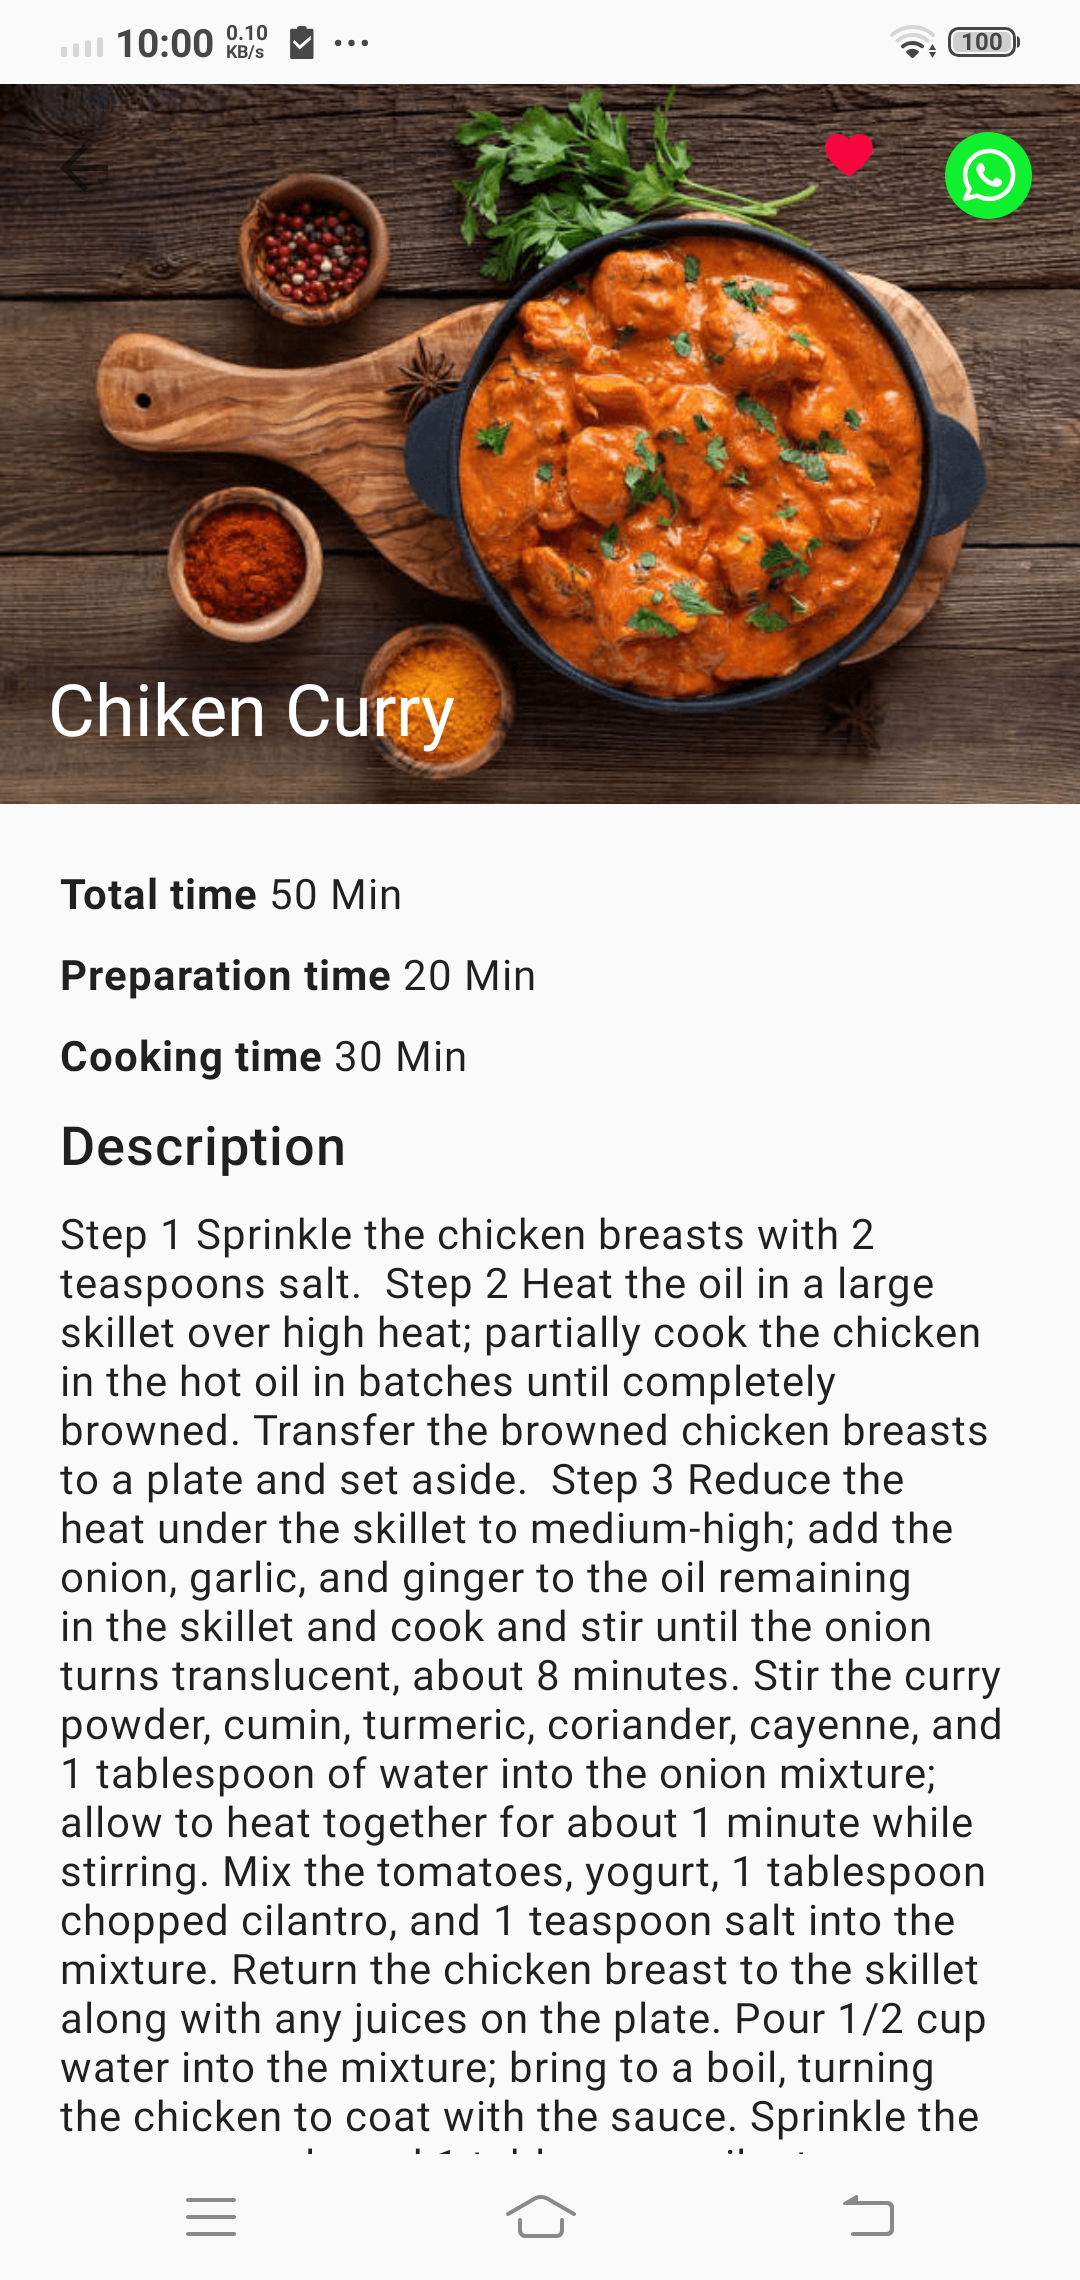 10:00 0.10 KB/s 100
Chiken Curry
Total time 50 Min
Preparation time 20 Min
Cooking time 30 Min
Description
Step 1 Sprinkle the chicken breasts with 2
teaspoons salt.  Step 2 Heat the oil in a large
skillet over high heat; partially cook the chicken
in the hot oil in batches until completely
browned. Transfer the browned chicken breasts
to a plate and set aside.  Step 3 Reduce the
heat under the skillet to medium-high; add the
onion, garlic, and ginger to the oil remaining
in the skillet and cook and stir until the onion
turns translucent, about 8 minutes. Stir the curry
powder, cumin, turmeric, coriander, cayenne, and
1 tablespoon of water into the onion mixture;
allow to heat together for about 1 minute while
stirring. Mix the tomatoes, yogurt, 1 tablespoon
chopped cilantro, and 1 teaspoon salt into the
mixture. Return the chicken breast to the skillet
along with any juices on the plate. Pour 1/2 cup
water into the mixture; bring to a boil, turning
the chicken to coat with the sauce. Sprinkle the